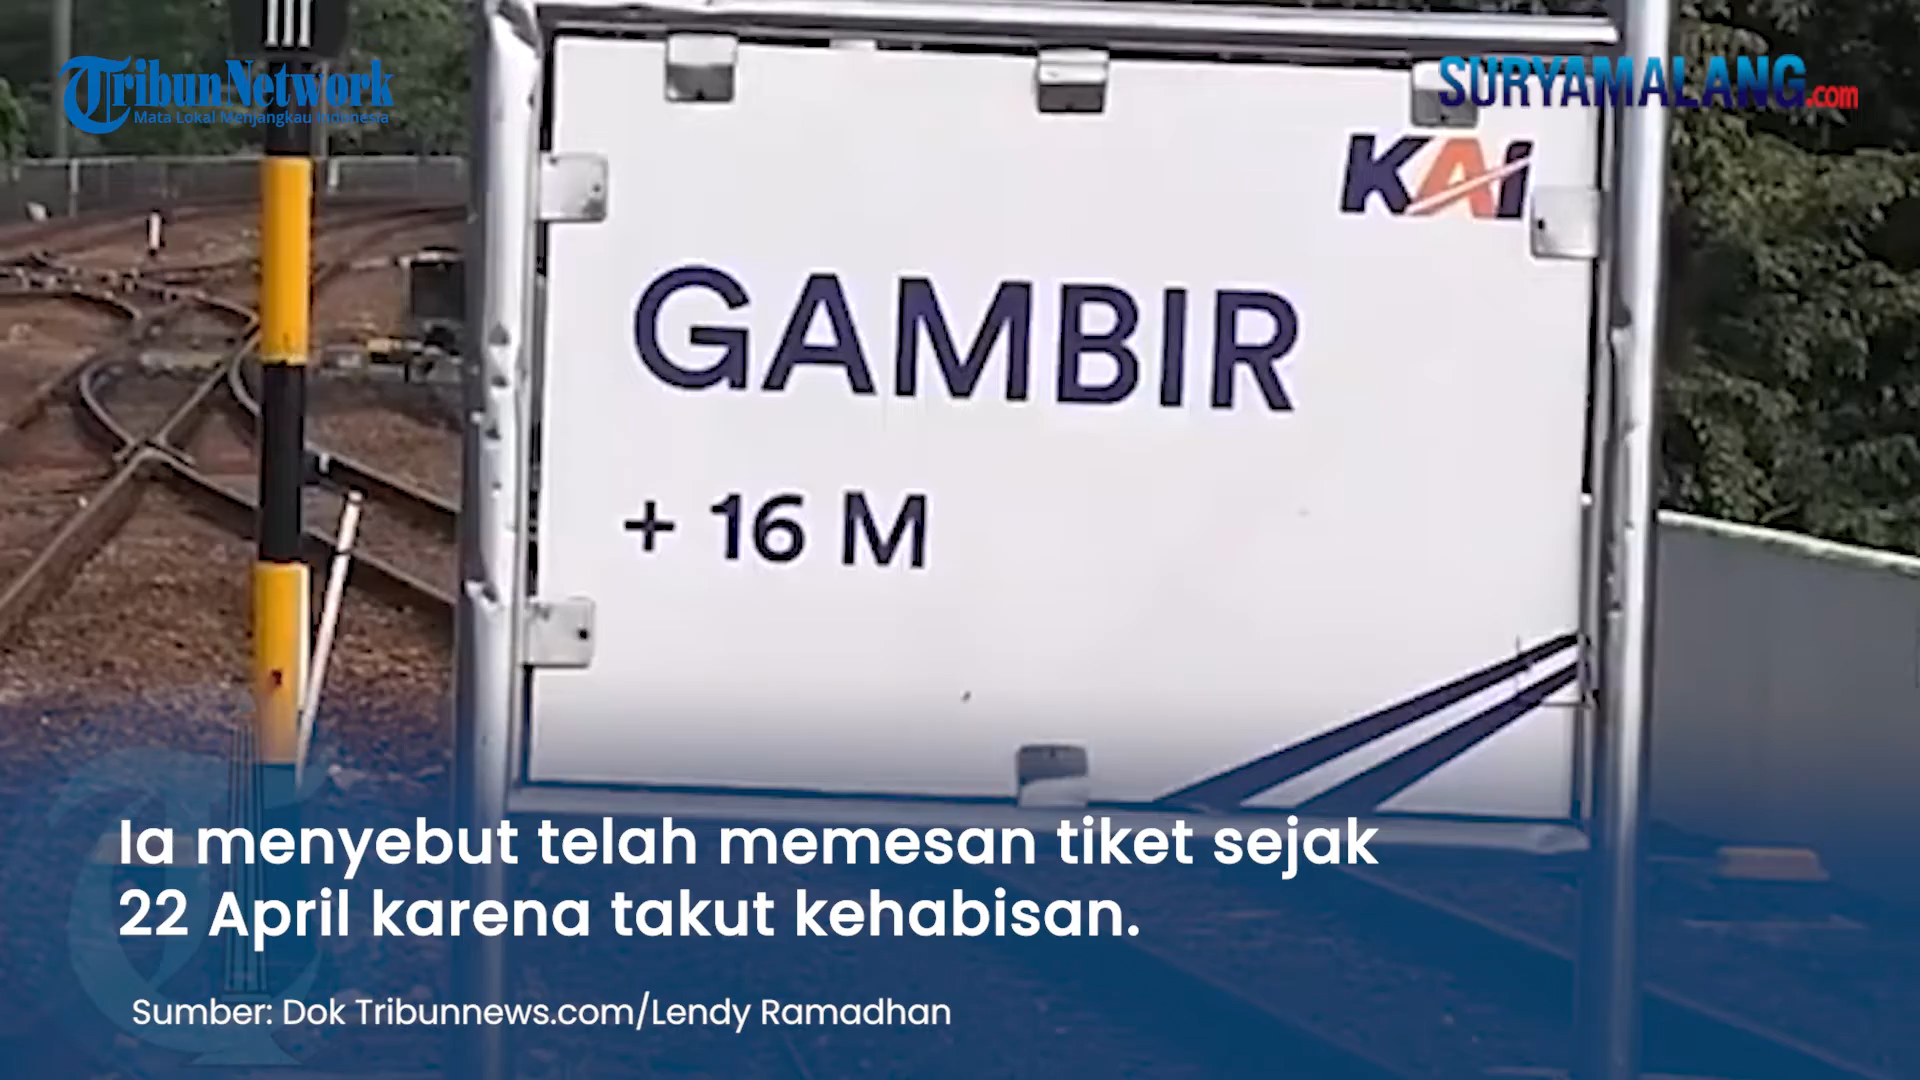 TribunNetwork
Mata Lokal Menjangkau Indonesia
SURYAMALANG.com
KAI
GAMBIR
+ 16 M
Ia menyebut telah memesan tiket sejak
22 April karena takut kehabisan.
Sumber: Dok Tribunnews.com/Lendy Ramadhan